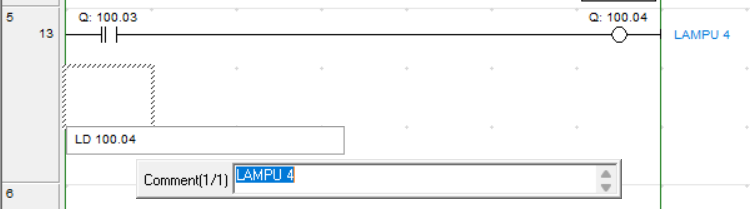 5 Q: 100.03 Q: 100.04
13 LAMPU 4
LD 100.04
Comment(1/1) LAMPU 4
6